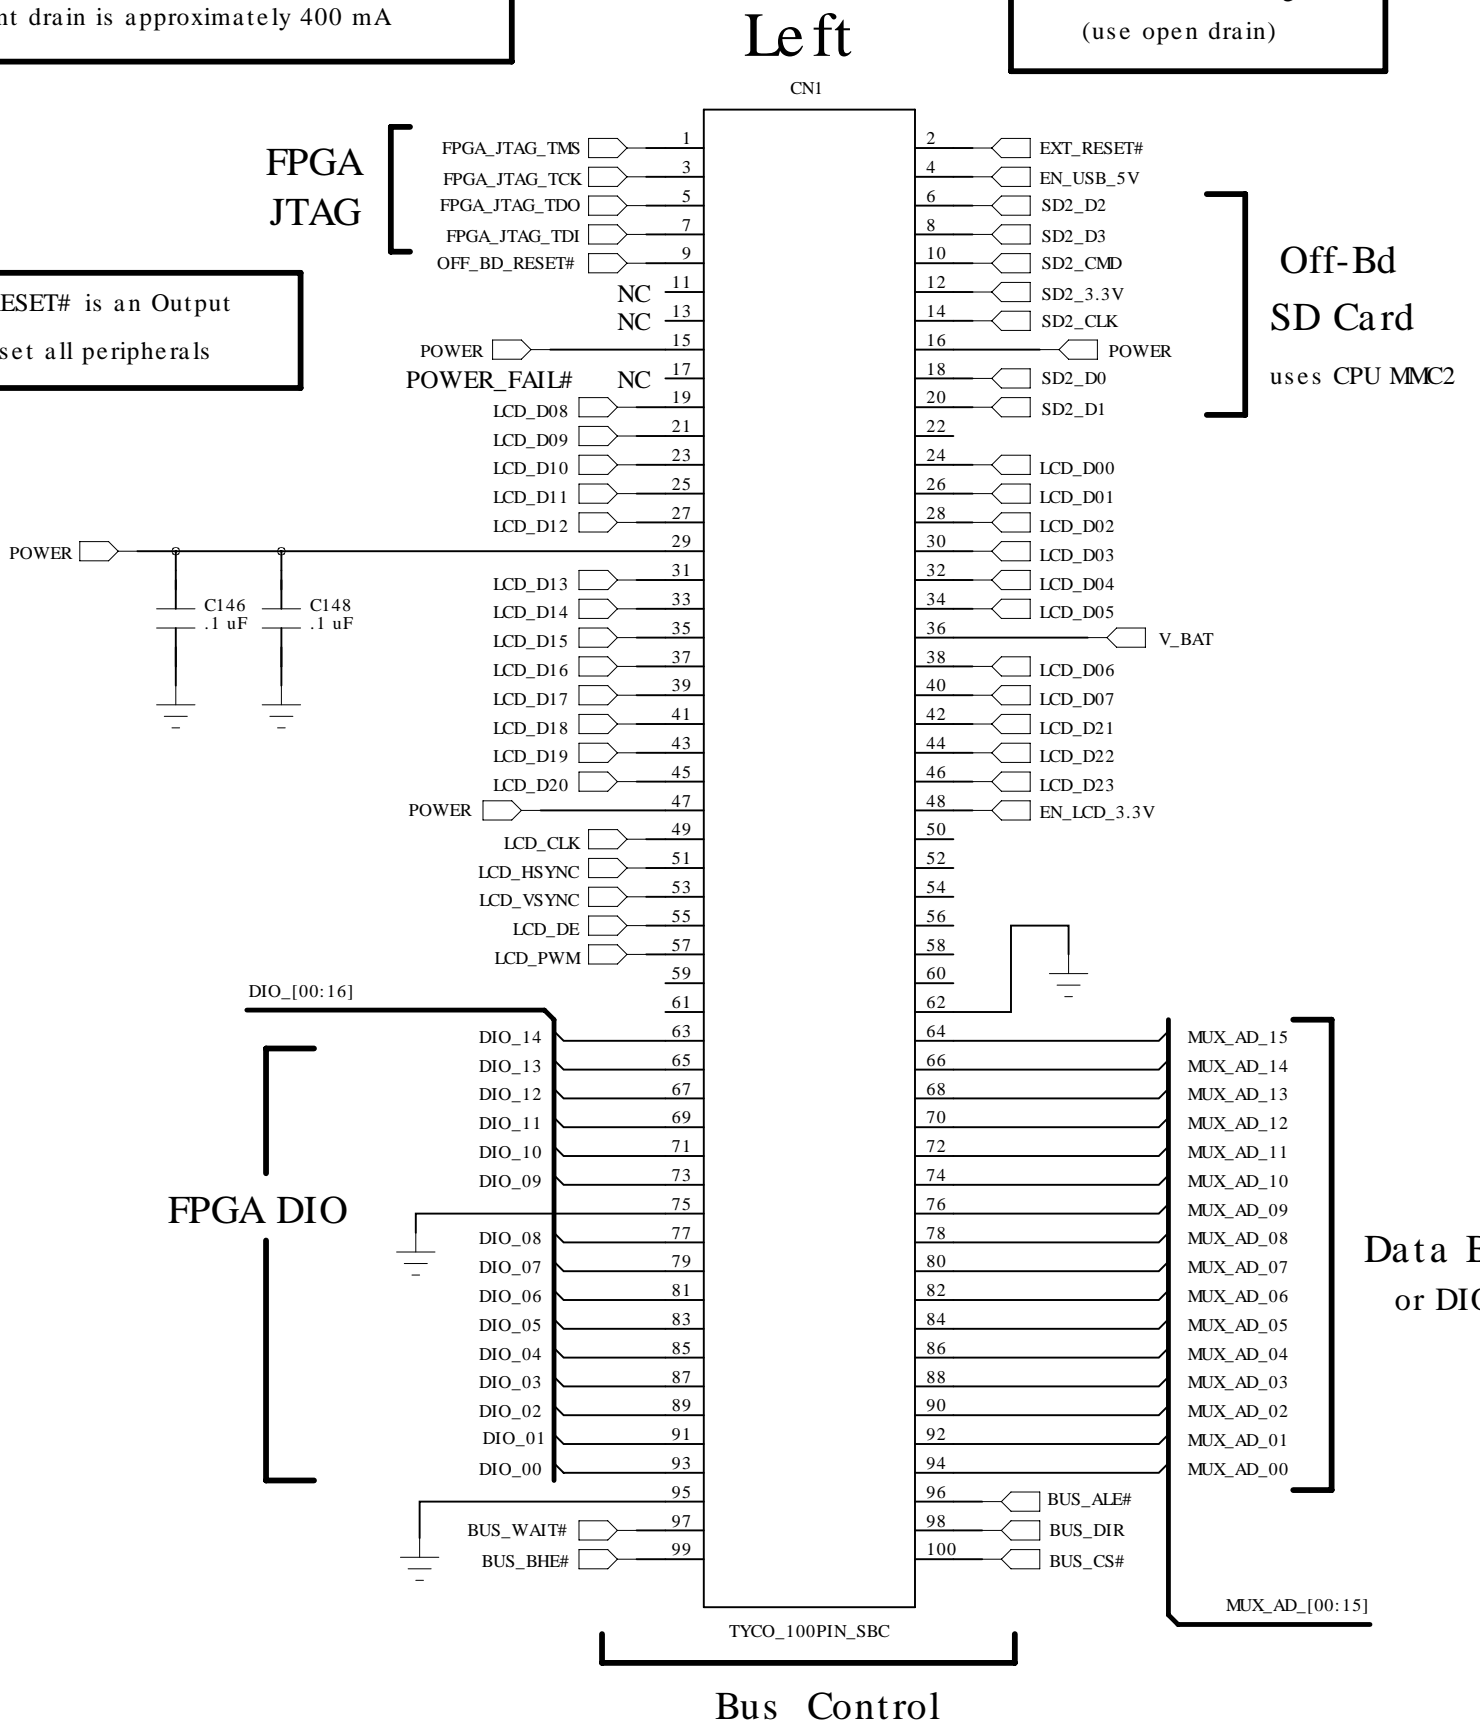 drain is approximately 400 mA
Left
(use open drain)
CN1
FPGA
JTAG
FPGA_JTAG_TMS 1
FPGA_JTAG_TCK 3
FPGA_JTAG_TDO 5
FPGA_JTAG_TDI 7
OFF_BD_RESET# 9
NC 11
NC 13
POWER 15
POWER_FAIL# NC 17
LCD_D08 19
LCD_D09 21
LCD_D10 23
LCD_D11 25
LCD_D12 27
POWER 29
LCD_D13 31
LCD_D14 33
LCD_D15 35
LCD_D16 37
LCD_D17 39
LCD_D18 41
LCD_D19 43
LCD_D20 45
POWER 47
LCD_CLK 49
LCD_HSYNC 51
LCD_VSYNC 53
LCD_DE 55
LCD_PWM 57
59
61
is an Output
all peripherals
C146
.1 uF
C148
.1 uF
DIO_[00:16]
DIO_14 63
DIO_13 65
DIO_12 67
DIO_11 69
DIO_10 71
DIO_09 73
75
DIO_08 77
DIO_07 79
DIO_06 81
DIO_05 83
DIO_04 85
DIO_03 87
DIO_02 89
DIO_01 91
DIO_00 93
95
BUS_WAIT# 97
BUS_BHE# 99
FPGA DIO
2 EXT_RESET#
4 EN_USB_5V
6 SD2_D2
8 SD2_D3
10 SD2_CMD
12 SD2_3.3V
14 SD2_CLK
16 POWER
18 SD2_D0
20 SD2_D1
22
24 LCD_D00
26 LCD_D01
28 LCD_D02
30 LCD_D03
32 LCD_D04
34 LCD_D05
36 V_BAT
38 LCD_D06
40 LCD_D07
42 LCD_D21
44 LCD_D22
46 LCD_D23
48 EN_LCD_3.3V
50
52
54
56
58
60
62
64 MUX_AD_15
66 MUX_AD_14
68 MUX_AD_13
70 MUX_AD_12
72 MUX_AD_11
74 MUX_AD_10
76 MUX_AD_09
78 MUX_AD_08
80 MUX_AD_07
82 MUX_AD_06
84 MUX_AD_05
86 MUX_AD_04
88 MUX_AD_03
90 MUX_AD_02
92 MUX_AD_01
94 MUX_AD_00
96 BUS_ALE#
98 BUS_DIR
100 BUS_CS#
Off-Bd
SD Card
uses CPU MMC2
Data
or
MUX_AD_[00:15]
TYCO_100PIN_SBC
Bus Control